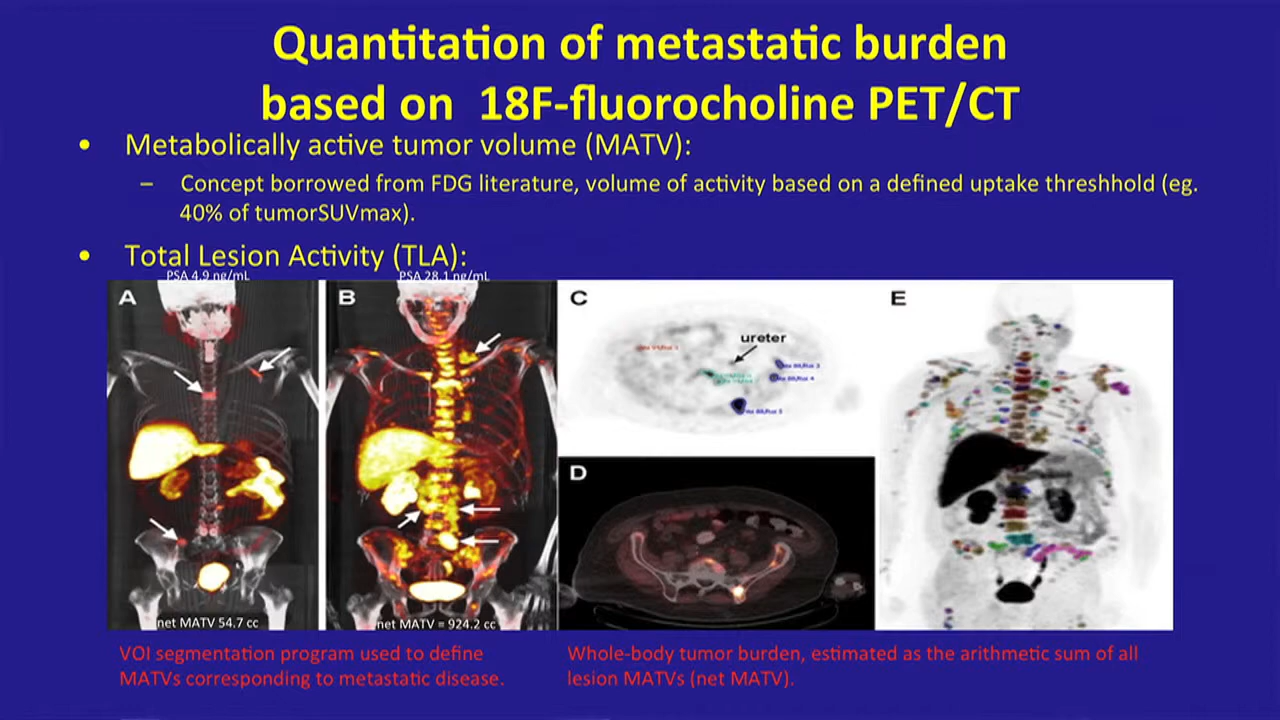 Quantitation of metastatic burden
based on 18F-fluorocholine PET/CT
• Metabolically active tumor volume (MATV):
– Concept borrowed from FDG literature, volume of activity based on a defined uptake threshhold (eg.
40% of tumorSUVmax).
• Total Lesion Activity (TLA):
PSA 4.9 ng/mL
PSA 28.1 ng/mL
A
B
C
E
ureter
D
net MATV 54.7 cc
net MATV = 924.2 cc
VOI segmentation program used to define
MATVs corresponding to metastatic disease.
Whole-body tumor burden, estimated as the arithmetic sum of all
lesion MATVs (net MATV).